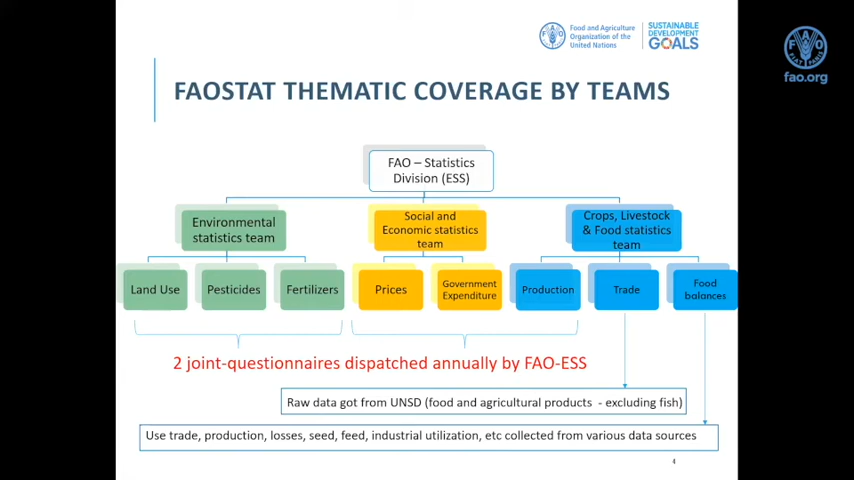 Food and Agriculture
Organization of the
United Nations
SUSTAINABLE
DEVELOPMENT
GOALS
FAO
FIAT PANIS
fao.org
FAOSTAT THEMATIC COVERAGE BY TEAMS
FAO – Statistics
Division (ESS)
Environmental
statistics team
Social and
Economic statistics
team
Crops, Livestock
& Food statistics
team
Land Use
Pesticides
Fertilizers
Prices
Government
Expenditure
Production
Trade
Food
balances
2 joint-questionnaires dispatched annually by FAO-ESS
Raw data got from UNSD (food and agricultural products - excluding fish)
Use trade, production, losses, seed, feed, industrial utilization, etc collected from various data sources
4